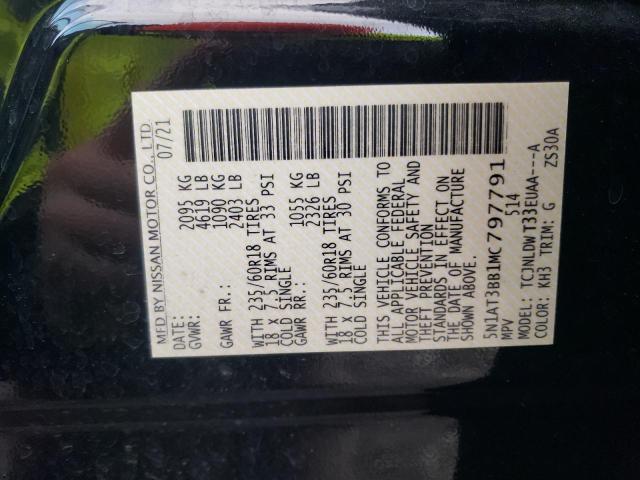 MFD BY NISSAN MOTOR CO., LTD
DATE: 07/21
GVWR: 2095 KG
4619 LB
GAWR FR.: 1090 KG
2403 LB
WITH 235/60R18 TIRES
18 x 7.5 RIMS AT 33 PSI
COLD SINGLE
GAWR RR.: 1055 KG
2326 LB
WITH 235/60R18 TIRES
18 x 7.5 RIMS AT 30 PSI
COLD SINGLE
THIS VEHICLE CONFORMS TO
ALL APPLICABLE FEDERAL
MOTOR VEHICLE SAFETY AND
THEFT PREVENTION
STANDARDS IN EFFECT ON
THE DATE OF MANUFACTURE
SHOWN ABOVE.
5N1AT3BB1MC797791
MPV 514
MODEL: TCJNLDWT33EUAA---A
COLOR: KH3 TRIM: G ZS30A